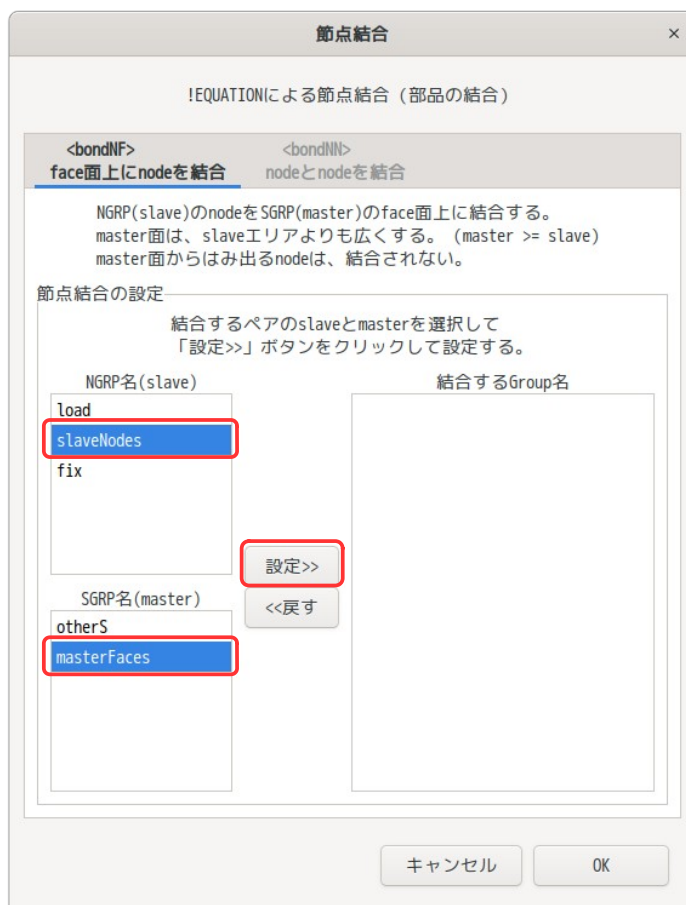 節点結合
×
!EQUATIONによる節点結合(部品の結合)
<bondNF>
face面上にnodeを結合
<bondNN>
nodeとnodeを結合
NGRP(slave)のnodeをSGRP(master)のface面上に結合する。
master面は、slaveエリアよりも広くする。 (master >= slave)
master面からはみ出るnodeは、結合されない。
節点結合の設定
結合するペアのslaveとmasterを選択して
「設定>>」ボタンをクリックして設定する。
NGRP名(slave)
load
slaveNodes
fix
SGRP名(master)
otherS
masterFaces
設定>>
<<戻す
結合するGroup名
キャンセル
OK